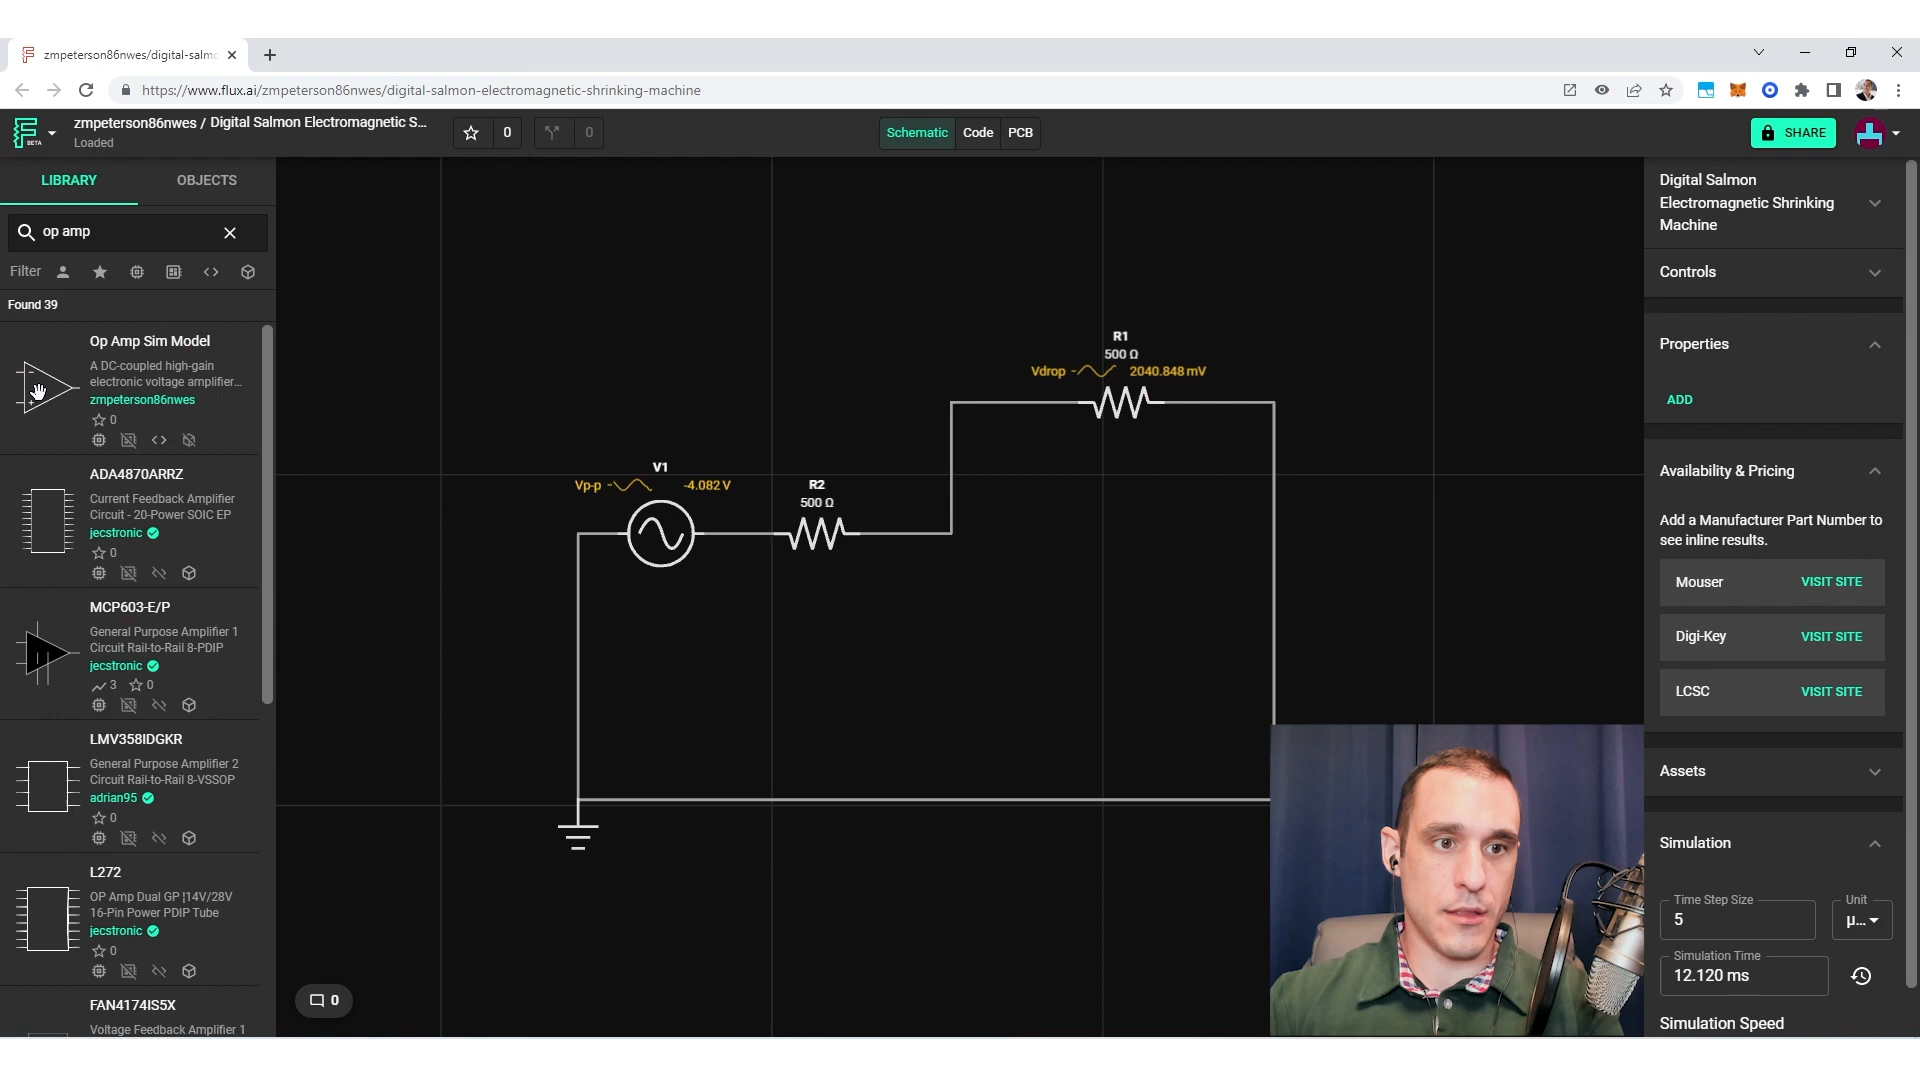 zmpeterson86nwes/digital-salmo
https://www.flux.ai/zmpeterson86nwes/digital-salmon-electromagnetic-shrinking-machine
BETA
zmpeterson86nwes / Digital Salmon Electromagnetic S...
Loaded
0
0
Schematic
Code
PCB
SHARE
LIBRARY
OBJECTS
op amp
Filter
Found 39
Op Amp Sim Model
A DC-coupled high-gain
electronic voltage amplifier...
zmpeterson86nwes
0
ADA4870ARRZ
Current Feedback Amplifier
Circuit - 20-Power SOIC EP
jecstronic
0
MCP603-E/P
General Purpose Amplifier 1
Circuit Rail-to-Rail 8-PDIP
jecstronic
3
0
LMV358IDGKR
General Purpose Amplifier 2
Circuit Rail-to-Rail 8-VSSOP
adrian95
0
L272
OP Amp Dual GP ¦14V/28V
16-Pin Power PDIP Tube
jecstronic
0
FAN4174IS5X
Voltage Feedback Amplifier 1
R1
500 Ω
Vdrop
2040.848 mV
V1
Vp-p
-4.082 V
R2
500 Ω
0
Digital Salmon
Electromagnetic Shrinking
Machine
Controls
Properties
ADD
Availability & Pricing
Add a Manufacturer Part Number to
see inline results.
Mouser
VISIT SITE
Digi-Key
VISIT SITE
LCSC
VISIT SITE
Assets
Simulation
Time Step Size
5
Unit
μ...
Simulation Time
12.120 ms
Simulation Speed